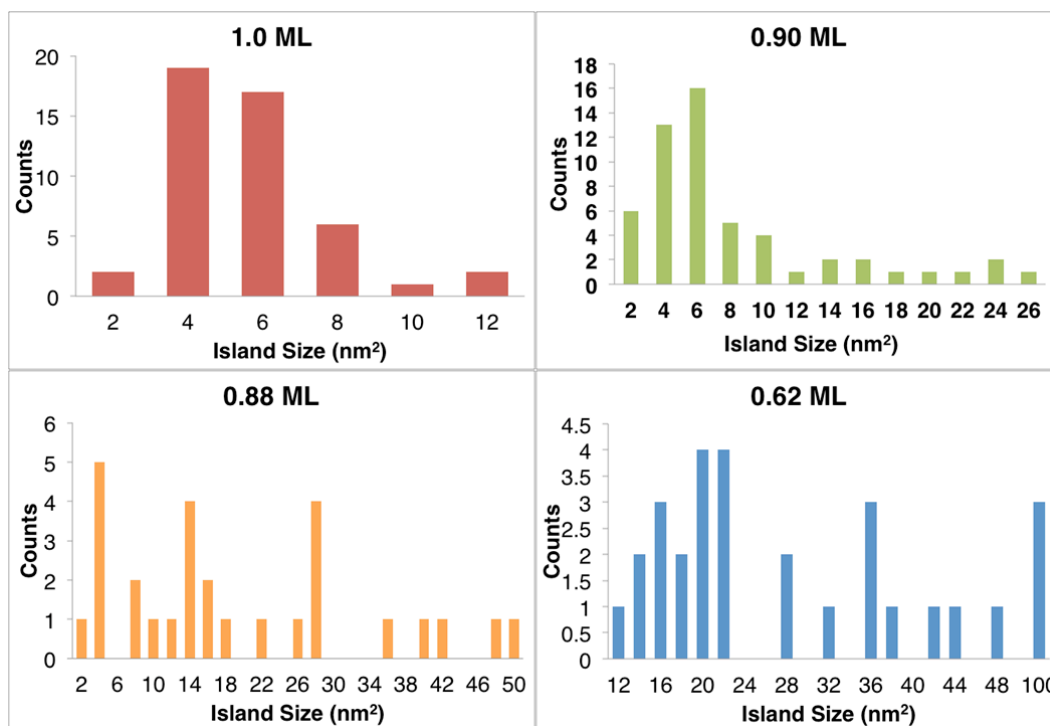 1.0 ML
20
15
10
5
0
Counts
2 4 6 8 10 12
Island Size (nm²)
0.90 ML
18
16
14
12
10
8
6
4
2
0
Counts
2 4 6 8 10 12 14 16 18 20 22 24 26
Island Size (nm²)
0.88 ML
6
5
4
3
2
1
0
Counts
2 6 10 14 18 22 26 30 34 38 42 46 50
Island Size (nm²)
0.62 ML
4.5
4
3.5
3
2.5
2
1.5
1
0.5
0
Counts
12 16 20 24 28 32 36 40 44 48 100
Island Size (nm²)